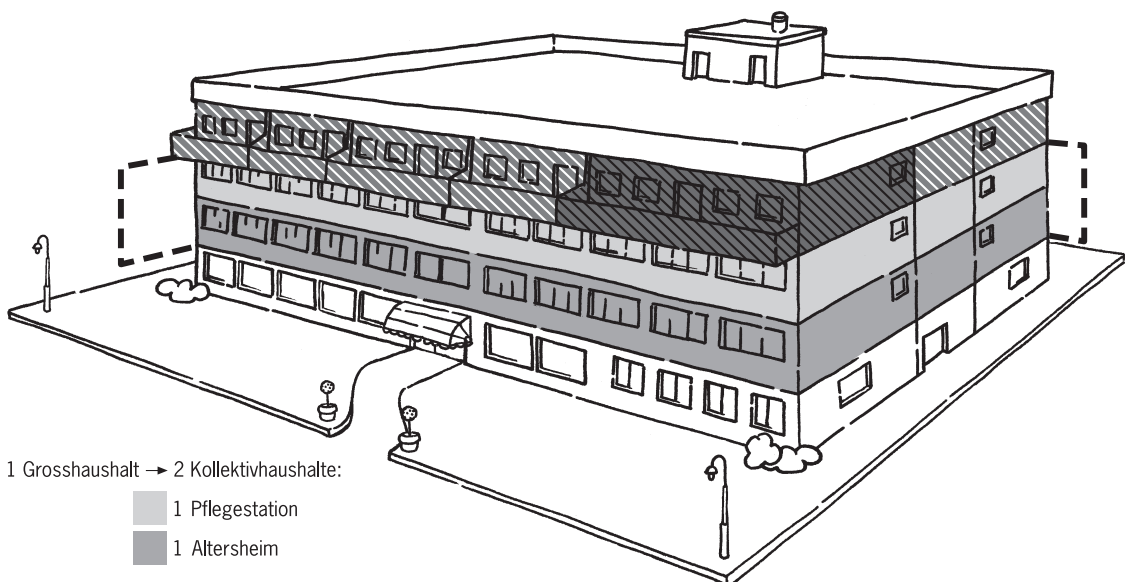 1 Grosshaushalt → 2 Kollektivhaushalte:
1 Pflegestation
1 Altersheim